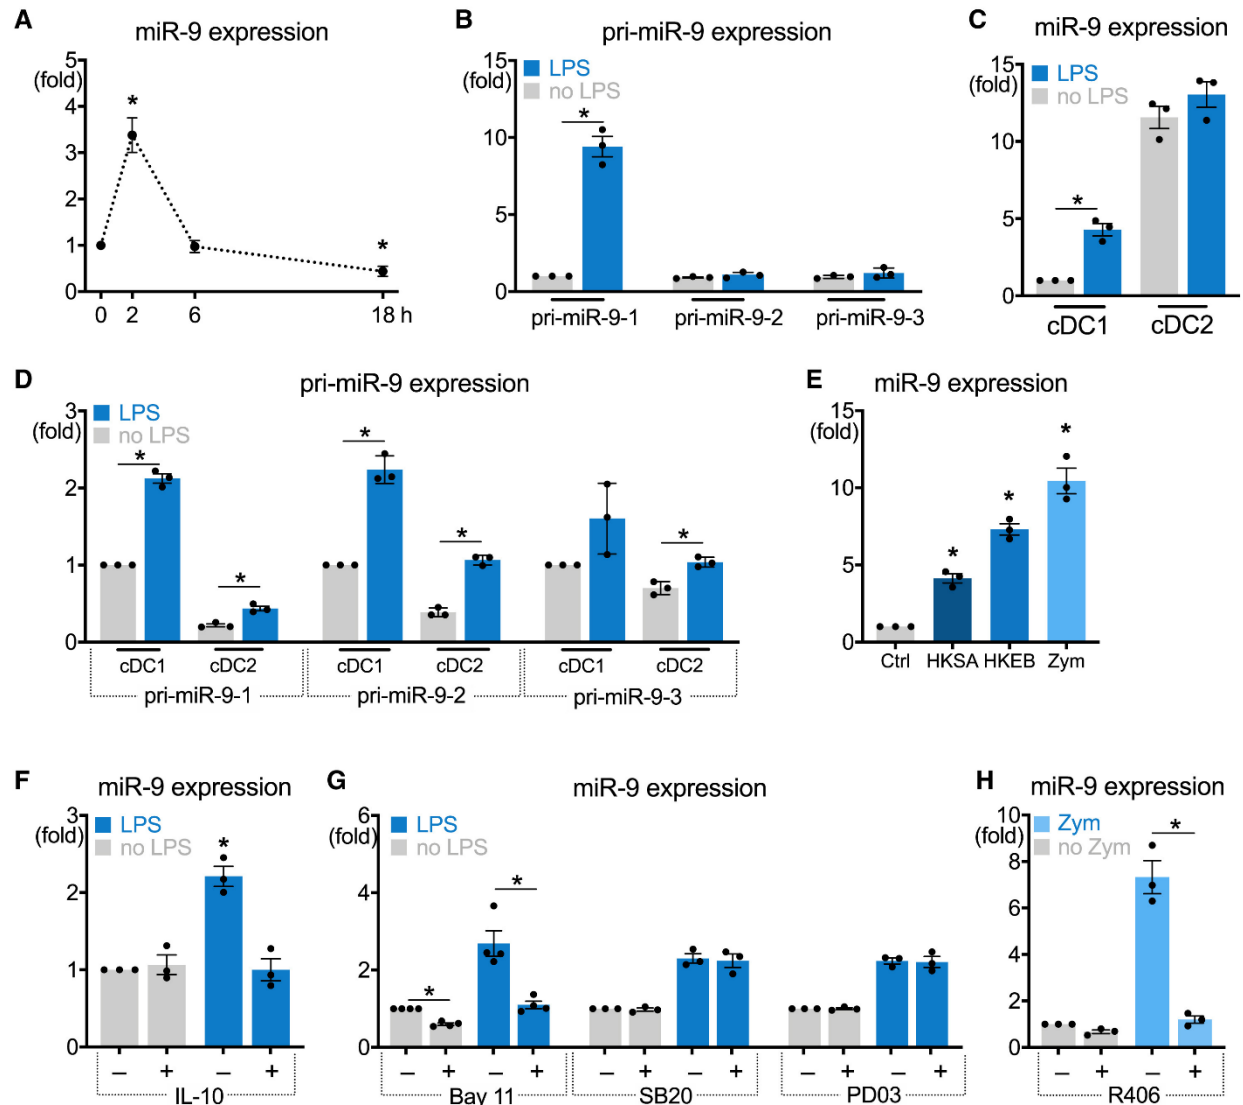 A
miR-9 expression
(fold)
5
4
3
2
1
0
*
*
0 2 6 18 h
B
pri-miR-9 expression
(fold)
15
10
5
0
LPS
no LPS
*
pri-miR-9-1 pri-miR-9-2 pri-miR-9-3
C
miR-9 expression
(fold)
15
10
5
0
LPS
no LPS
*
cDC1 cDC2
D
pri-miR-9 expression
(fold)
3
2
1
0
LPS
no LPS
* * * * *
cDC1 cDC2 cDC1 cDC2 cDC1 cDC2
pri-miR-9-1 pri-miR-9-2 pri-miR-9-3
E
miR-9 expression
(fold)
15
10
5
0
* * *
Ctrl HKSA HKEB Zym
F
miR-9 expression
(fold)
3
2
1
0
LPS
no LPS
*
– + – +
IL-10
G
miR-9 expression
(fold)
6
4
2
0
LPS
no LPS
* *
– + – + – + – + – + – +
Bay 11 SB20 PD03
H
miR-9 expression
(fold)
10
8
6
4
2
0
Zym
no Zym
*
– + – +
R406